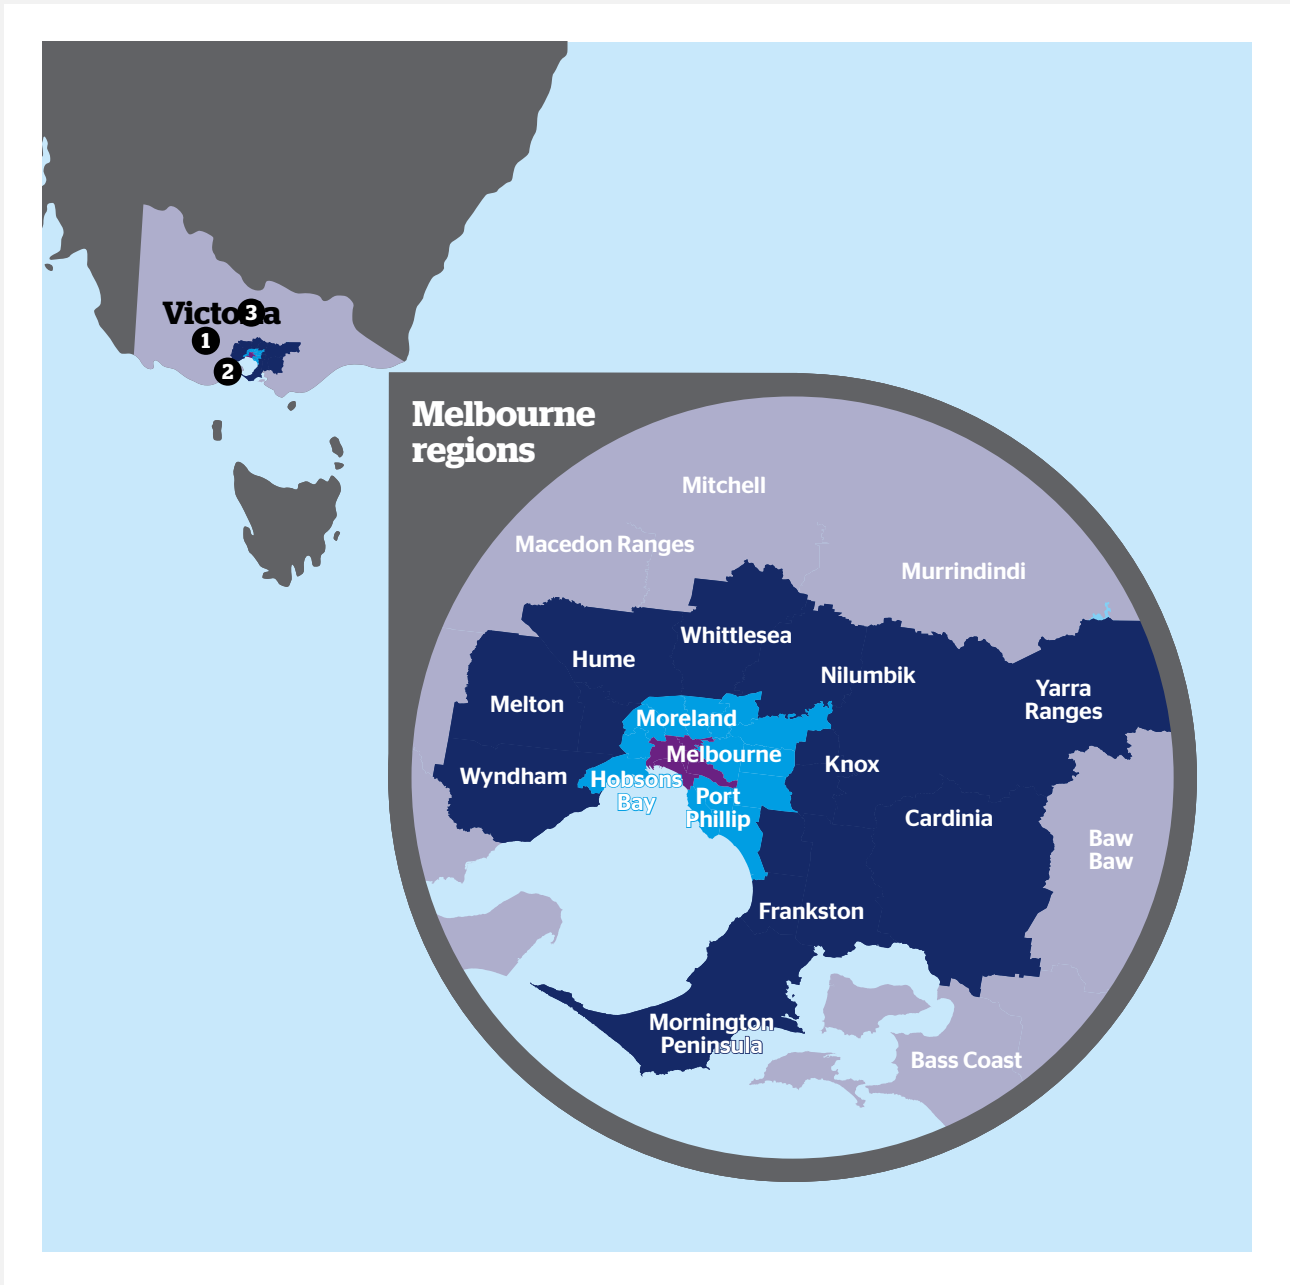 Victoria
3
1
2
Melbourne
regions
Mitchell
Macedon Ranges
Murrindindi
Whittlesea
Hume
Nilumbik
Yarra
Ranges
Melton
Moreland
Melbourne
Knox
Wyndham
Hobsons
Bay
Port
Phillip
Cardinia
Baw
Baw
Frankston
Mornington
Peninsula
Bass Coast